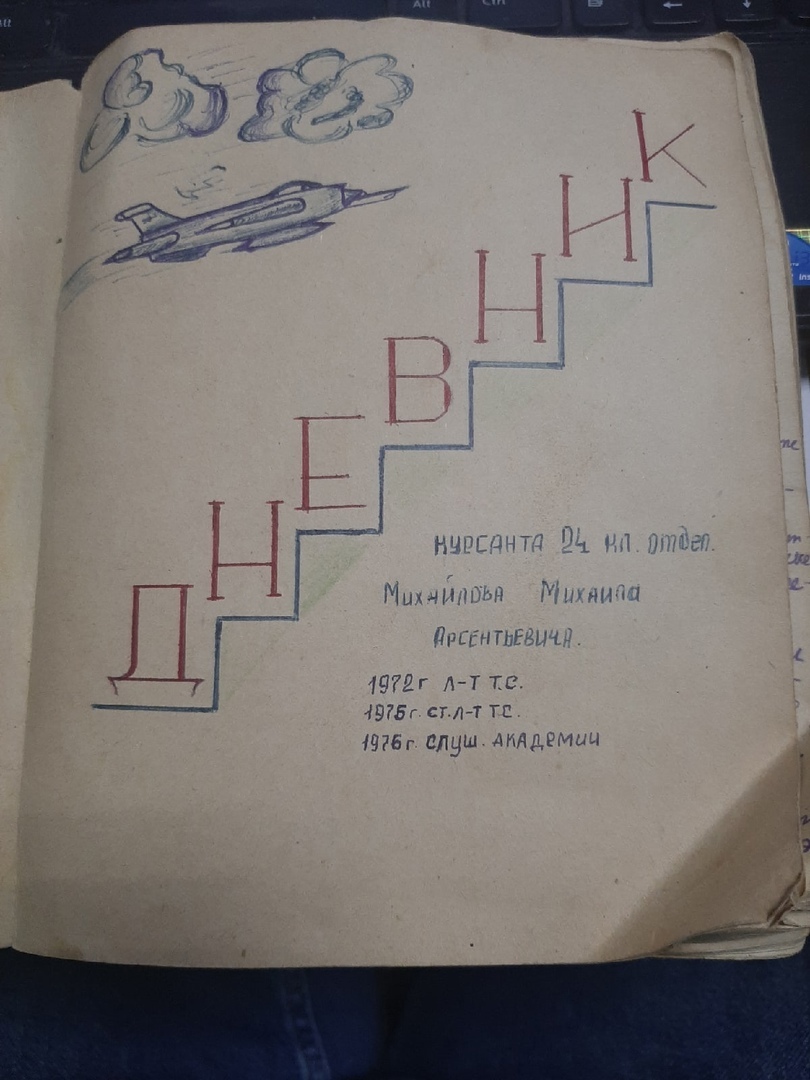 ДНЕВНИК
КУРСАНТА 24 КЛ. ОТДЕЛ.
МИХАЙЛОВА МИХАИЛА
АРСЕНТЬЕВИЧА.
1972г Л-Т Т.С.
1975г. СТ.Л-Т Т.С.
1976г. СЛУШ. АКАДЕМИИ